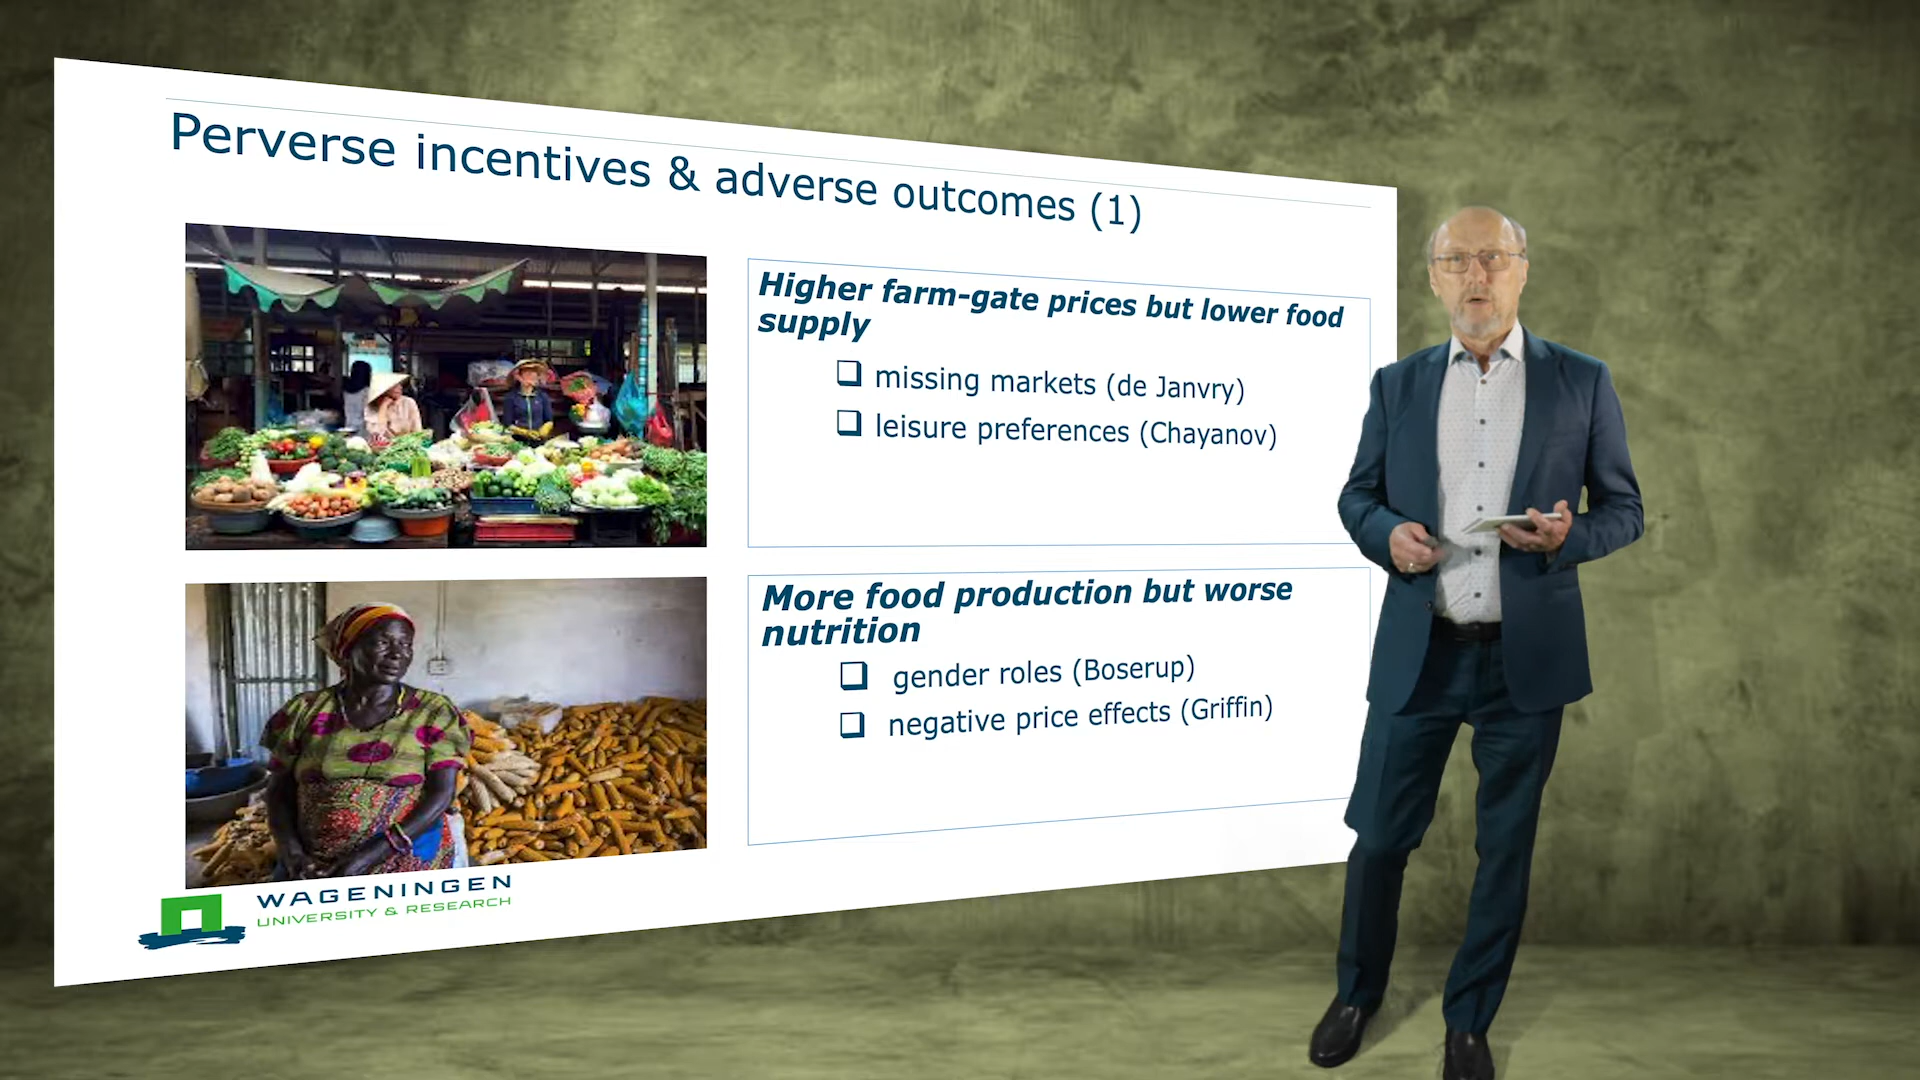 Perverse incentives & adverse outcomes (1)
Higher farm-gate prices but lower food
supply
missing markets (de Janvry)
leisure preferences (Chayanov)
More food production but worse
nutrition
gender roles (Boserup)
negative price effects (Griffin)
WAGENINGEN
UNIVERSITY & RESEARCH